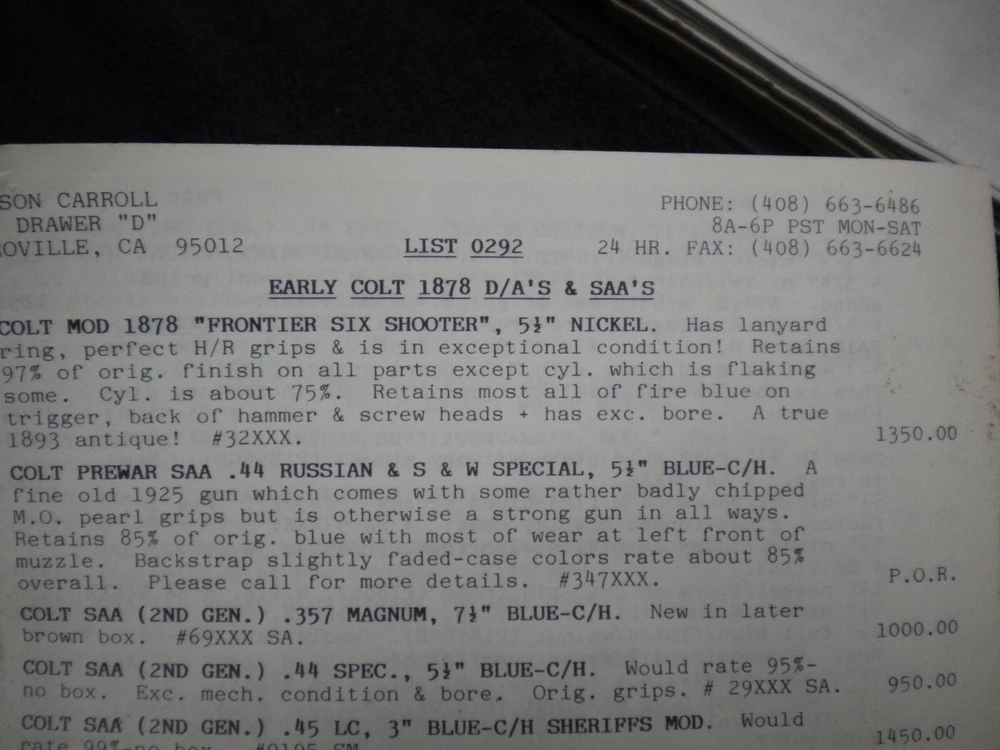 SON CARROLL PHONE: (408) 663-6486
DRAWER "D" 8A-6P PST MON-SAT
OVILLE, CA 95012 LIST 0292 24 HR. FAX: (408) 663-6624
EARLY COLT 1878 D/A'S & SAA'S
COLT MOD 1878 "FRONTIER SIX SHOOTER", 5½" NICKEL. Has lanyard
ring, perfect H/R grips & is in exceptional condition! Retains
97% of orig. finish on all parts except cyl. which is flaking
some. Cyl. is about 75%. Retains most all of fire blue on
trigger, back of hammer & screw heads + has exc. bore. A true
1893 antique! #32XXX. 1350.00
COLT PREWAR SAA .44 RUSSIAN & S & W SPECIAL, 5½" BLUE-C/H. A
fine old 1925 gun which comes with some rather badly chipped
M.O. pearl grips but is otherwise a strong gun in all ways.
Retains 85% of orig. blue with most of wear at left front of
muzzle. Backstrap slightly faded-case colors rate about 85%
overall. Please call for more details. #347XXX. P.O.R.
COLT SAA (2ND GEN.) .357 MAGNUM, 7½" BLUE-C/H. New in later
brown box. #69XXX SA. 1000.00
COLT SAA (2ND GEN.) .44 SPEC., 5½" BLUE-C/H. Would rate 95%-
no box. Exc. mech. condition & bore. Orig. grips. # 29XXX SA. 950.00
COLT SAA (2ND GEN.) .45 LC, 3" BLUE-C/H SHERIFFS MOD. Would
rate 99%-no box. 1450.00